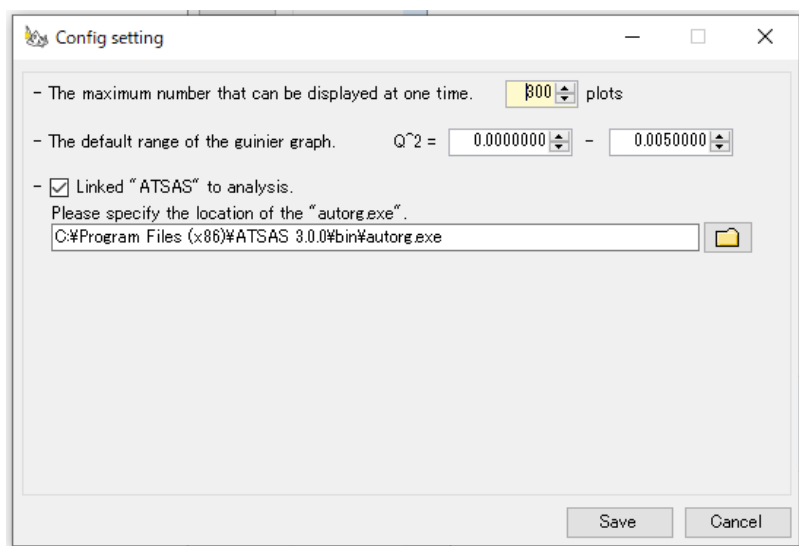 Config setting
- The maximum number that can be displayed at one time. 300 plots
- The default range of the guinier graph. Q^2 = 0.0000000 - 0.0050000
- Linked "ATSAS" to analysis.
Please specify the location of the "autorg.exe".
C:¥Program Files (x86)¥ATSAS 3.0.0¥bin¥autorg.exe
Save Cancel